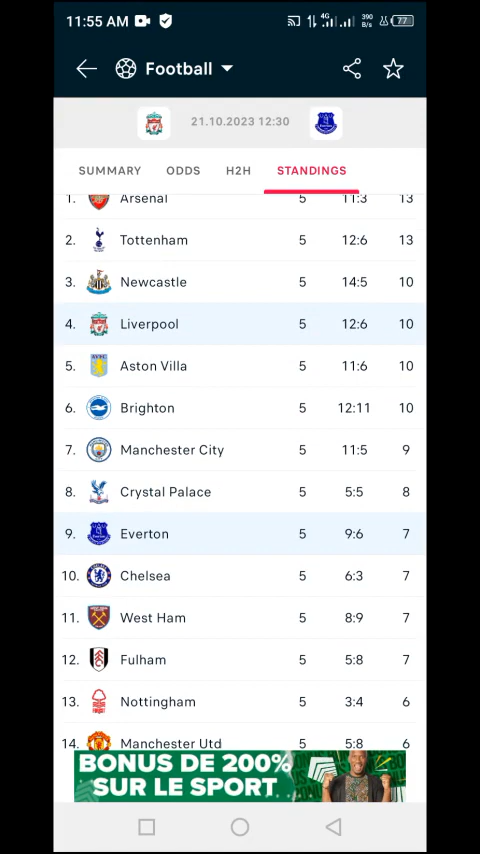 11:55 AM 4G 390 B/s 77
Football
21.10.2023 12:30
SUMMARY ODDS H2H STANDINGS
1. Arsenal 5 11:3 13
2. Tottenham 5 12:6 13
3. Newcastle 5 14:5 10
4. Liverpool 5 12:6 10
5. Aston Villa 5 11:6 10
6. Brighton 5 12:11 10
7. Manchester City 5 11:5 9
8. Crystal Palace 5 5:5 8
9. Everton 5 9:6 7
10. Chelsea 5 6:3 7
11. West Ham 5 8:9 7
12. Fulham 5 5:8 7
13. Nottingham 5 3:4 6
14. Manchester Utd 5 5:8 6
BONUS DE 200%
SUR LE SPORT